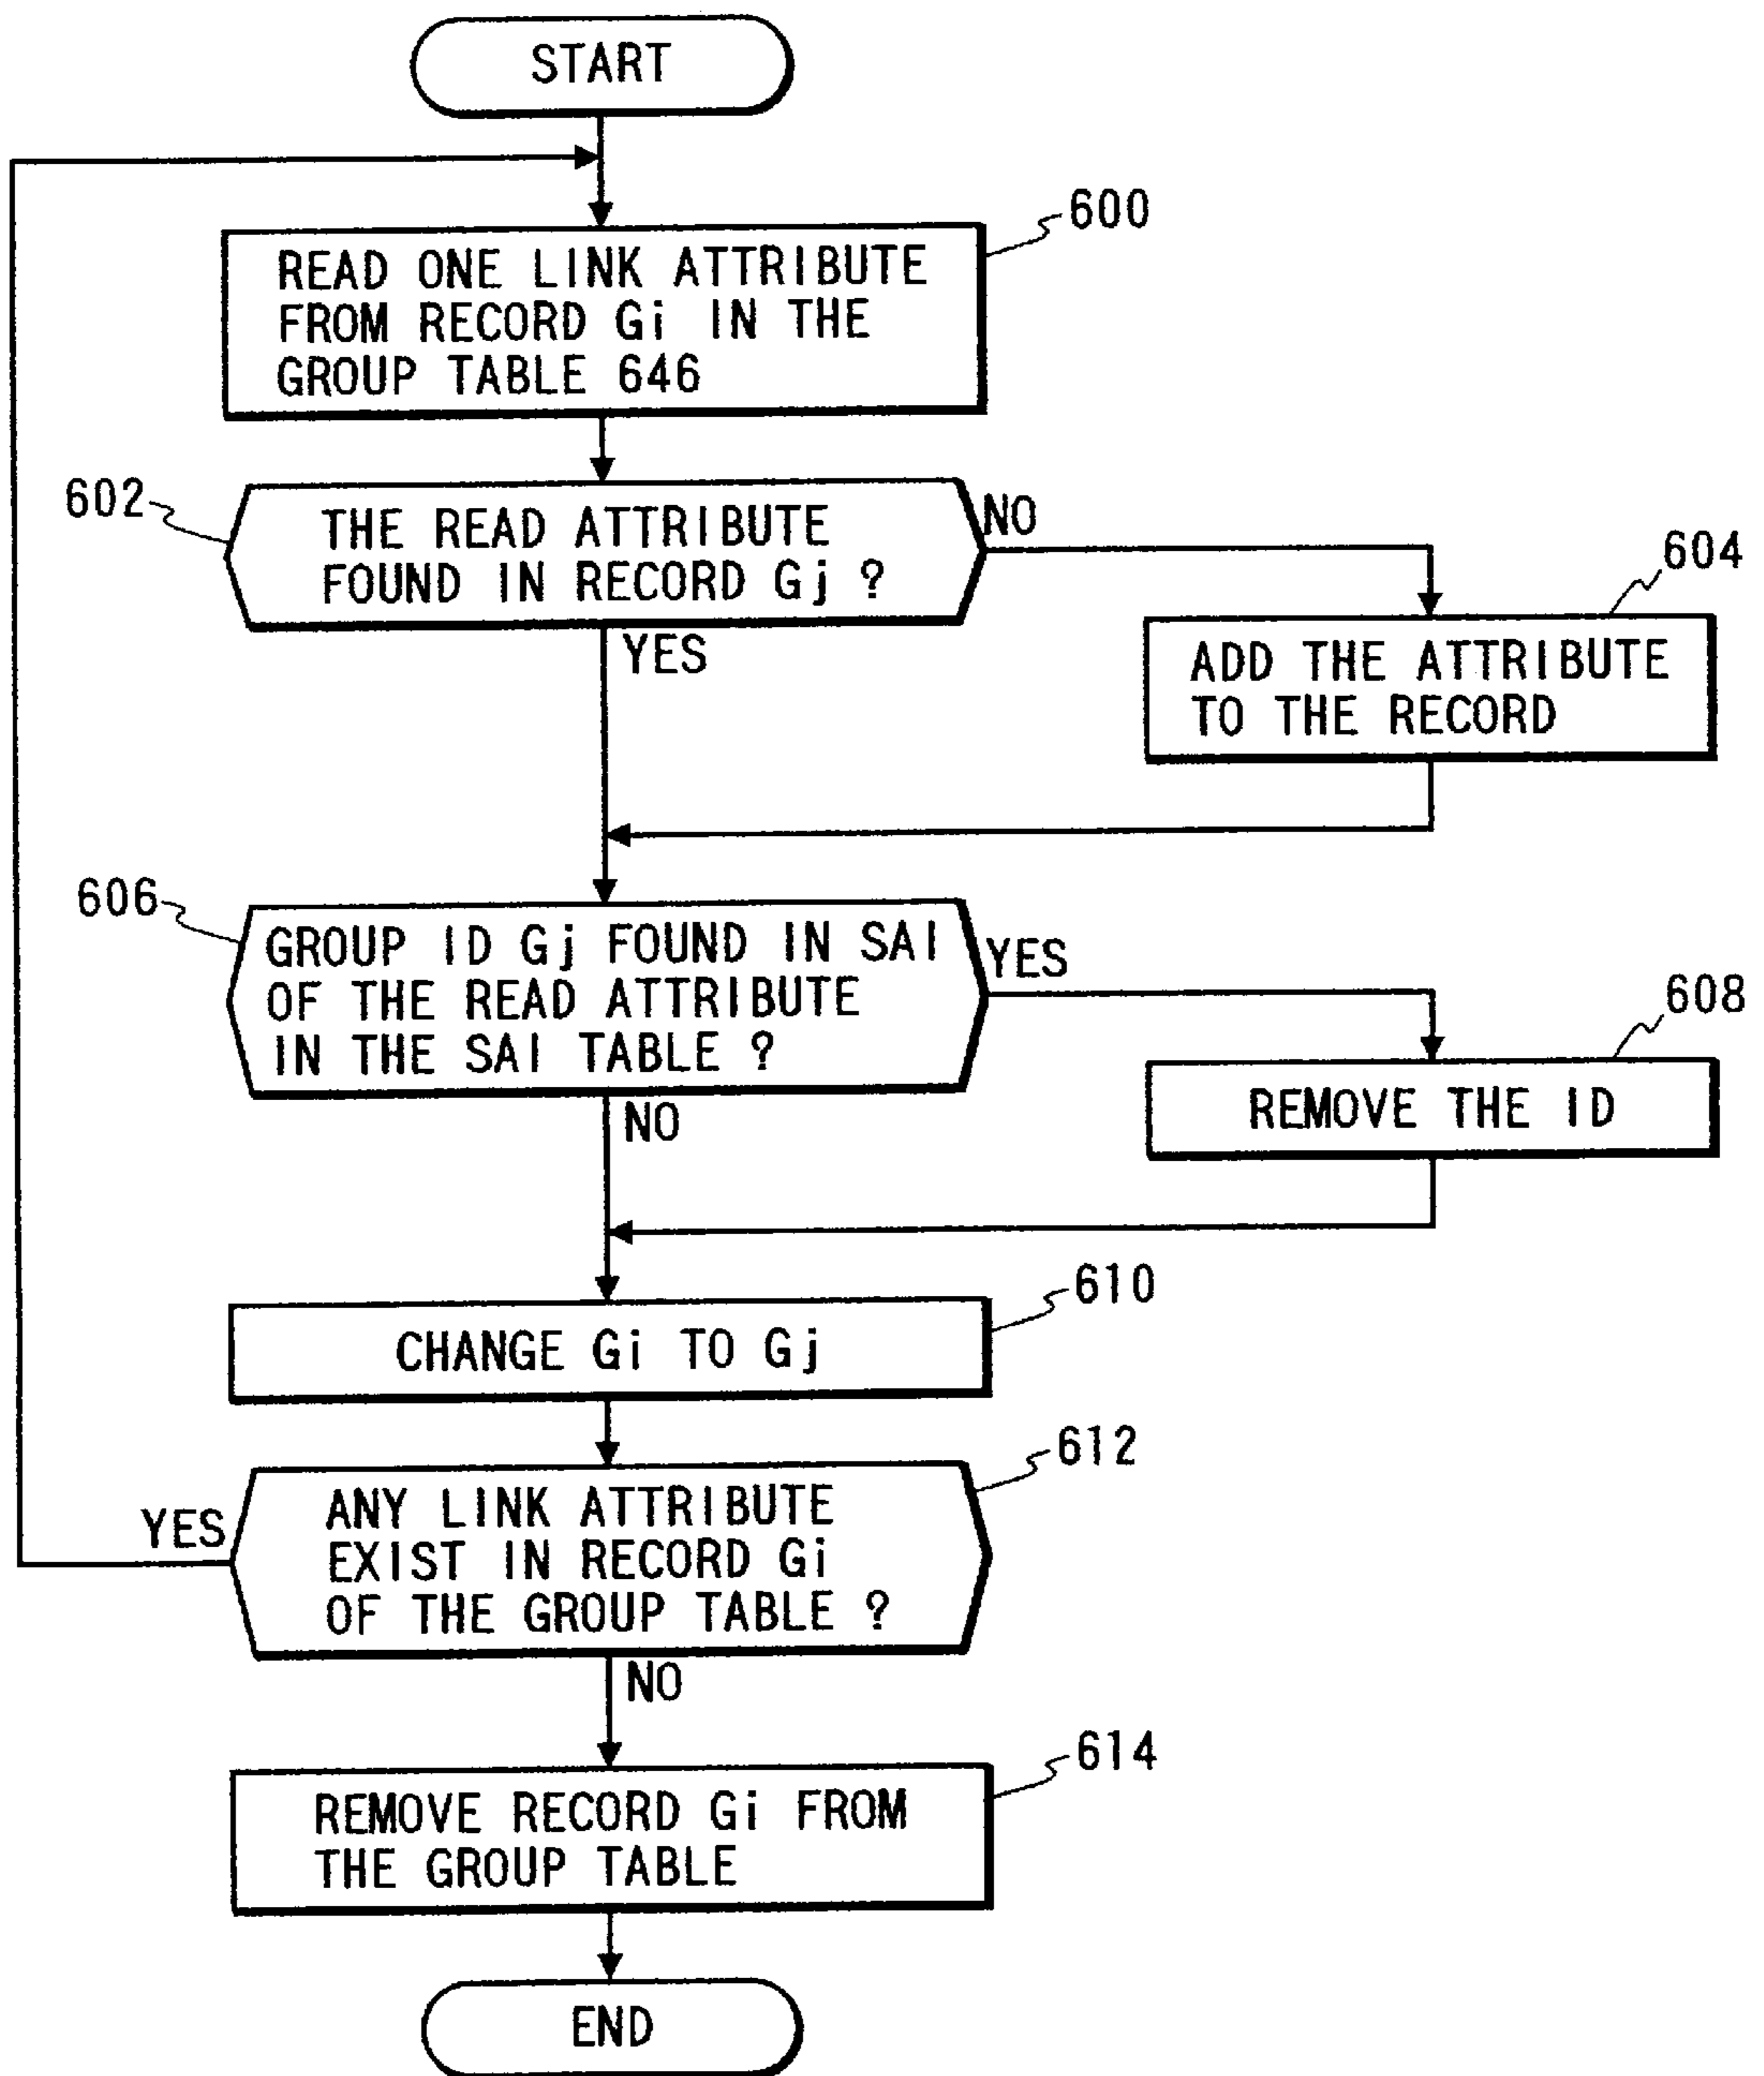 START
600
READ ONE LINK ATTRIBUTE
FROM RECORD Gi IN THE
GROUP TABLE 646
602
THE READ ATTRIBUTE
FOUND IN RECORD Gj ?
NO
YES
604
ADD THE ATTRIBUTE
TO THE RECORD
606
GROUP ID Gj FOUND IN SAI
OF THE READ ATTRIBUTE
IN THE SAI TABLE ?
YES
NO
608
REMOVE THE ID
610
CHANGE Gi TO Gj
612
ANY LINK ATTRIBUTE
EXIST IN RECORD Gi
OF THE GROUP TABLE ?
YES
NO
614
REMOVE RECORD Gi FROM
THE GROUP TABLE
END